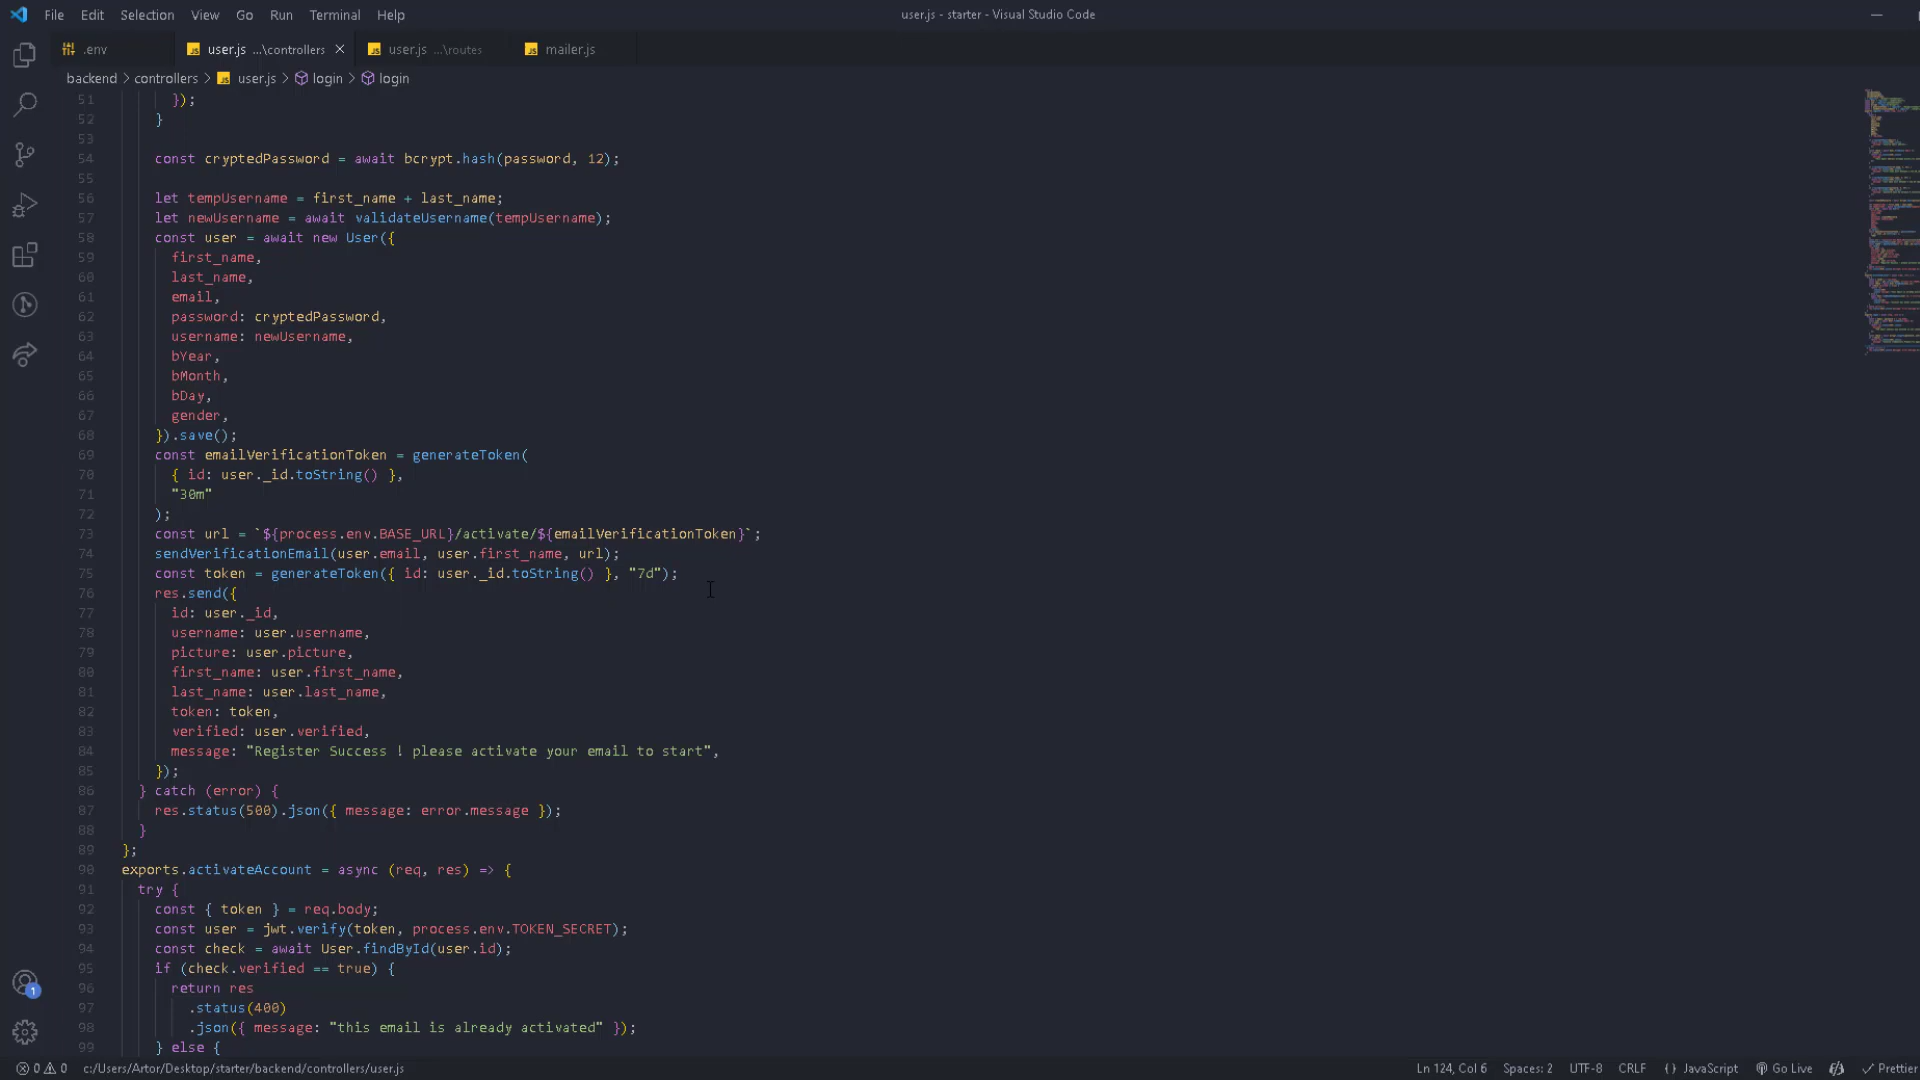 File Edit Selection View Go Run Terminal Help
user.js - starter - Visual Studio Code
.env
user.js ...\controllers
user.js ...\routes
mailer.js
backend > controllers > user.js > login > login
51 });
52 }
53
54 const cryptedPassword = await bcrypt.hash(password, 12);
55
56 let tempUsername = first_name + last_name;
57 let newUsername = await validateUsername(tempUsername);
58 const user = await new User({
59 first_name,
60 last_name,
61 email,
62 password: cryptedPassword,
63 username: newUsername,
64 bYear,
65 bMonth,
66 bDay,
67 gender,
68 }).save();
69 const emailVerificationToken = generateToken(
70 { id: user._id.toString() },
71 "30m"
72 );
73 const url = `${process.env.BASE_URL}/activate/${emailVerificationToken}`;
74 sendVerificationEmail(user.email, user.first_name, url);
75 const token = generateToken({ id: user._id.toString() }, "7d");
76 res.send({
77 id: user._id,
78 username: user.username,
79 picture: user.picture,
80 first_name: user.first_name,
81 last_name: user.last_name,
82 token: token,
83 verified: user.verified,
84 message: "Register Success ! please activate your email to start",
85 });
86 } catch (error) {
87 res.status(500).json({ message: error.message });
88 }
89 };
90 exports.activateAccount = async (req, res) => {
91 try {
92 const { token } = req.body;
93 const user = jwt.verify(token, process.env.TOKEN_SECRET);
94 const check = await User.findById(user.id);
95 if (check.verified == true) {
96 return res
97 .status(400)
98 .json({ message: "this email is already activated" });
99 } else {
1
0 0 c:/Users/Artor/Desktop/starter/backend/controllers/user.js
Ln 124, Col 6 Spaces: 2 UTF-8 CRLF {} JavaScript Go Live Prettier